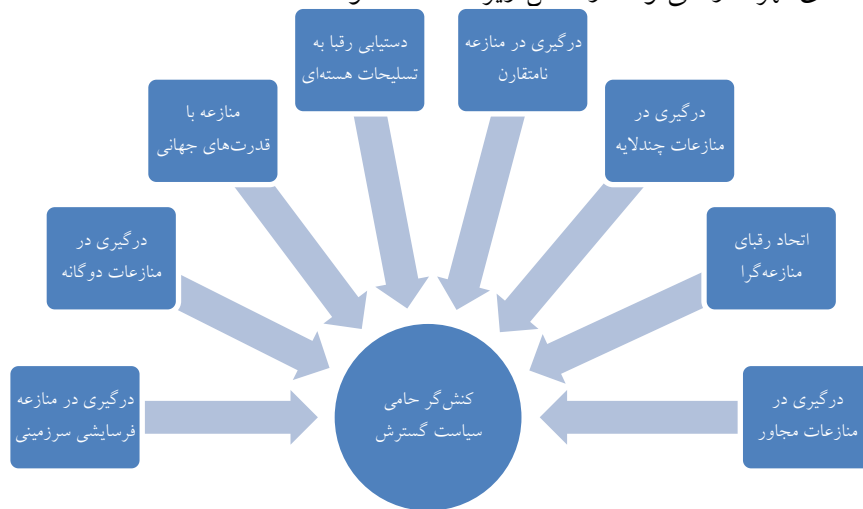 درگیری در منازعه
نامتقارن
دستیابی رقبا به
تسلیحات هسته‌ای
درگیری در
منازعات چندلایه
منازعه با
قدرت‌های جهانی
اتحاد رقبای
منازعه‌گرا
درگیری در
منازعات دوگانه
درگیری در
منازعات مجاور
کنش‌گر حامی
سیاست گسترش
درگیری در منازعه
فرسایشی سرزمینی